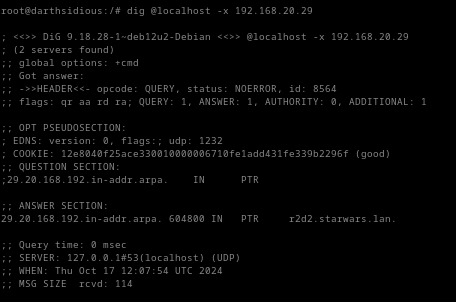 root@darthsidious:/# dig @localhost -x 192.168.20.29
; <<>> DiG 9.18.28-1~deb12u2-Debian <<>> @localhost -x 192.168.20.29
; (2 servers found)
;; global options: +cmd
;; Got answer:
;; ->>HEADER<<- opcode: QUERY, status: NOERROR, id: 8564
;; flags: qr aa rd ra; QUERY: 1, ANSWER: 1, AUTHORITY: 0, ADDITIONAL: 1
;; OPT PSEUDOSECTION:
; EDNS: version: 0, flags:; udp: 1232
; COOKIE: 12e8040f25ace330010000006710fe1add431fe339b2296f (good)
;; QUESTION SECTION:
;29.20.168.192.in-addr.arpa. IN PTR
;; ANSWER SECTION:
29.20.168.192.in-addr.arpa. 604800 IN PTR r2d2.starwars.lan.
;; Query time: 0 msec
;; SERVER: 127.0.0.1#53(localhost) (UDP)
;; WHEN: Thu Oct 17 12:07:54 UTC 2024
;; MSG SIZE rcvd: 114